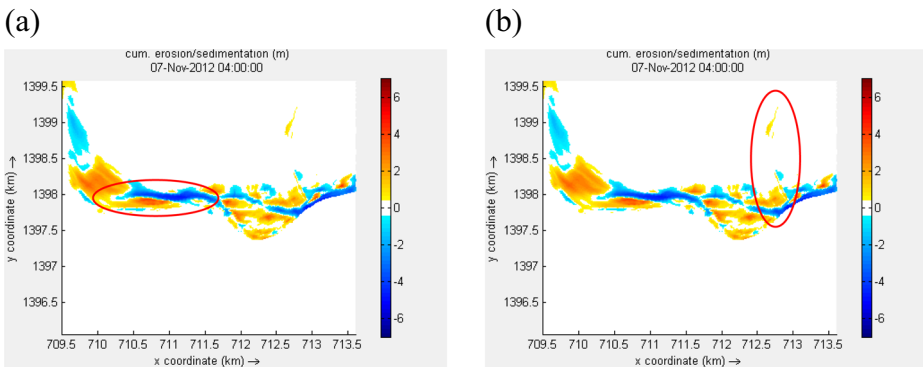 (a)
(b)
cum. erosion/sedimentation (m)
07-Nov-2012 04:00:00
1399.5
1399
1398.5
1398
1397.5
1397
1396.5
y coordinate (km) →
709.5 710 710.5 711 711.5 712 712.5 713 713.5
x coordinate (km) →
6
4
2
0
-2
-4
-6
cum. erosion/sedimentation (m)
07-Nov-2012 04:00:00
1399.5
1399
1398.5
1398
1397.5
1397
1396.5
y coordinate (km) →
709.5 710 710.5 711 711.5 712 712.5 713 713.5
x coordinate (km) →
6
4
2
0
-2
-4
-6